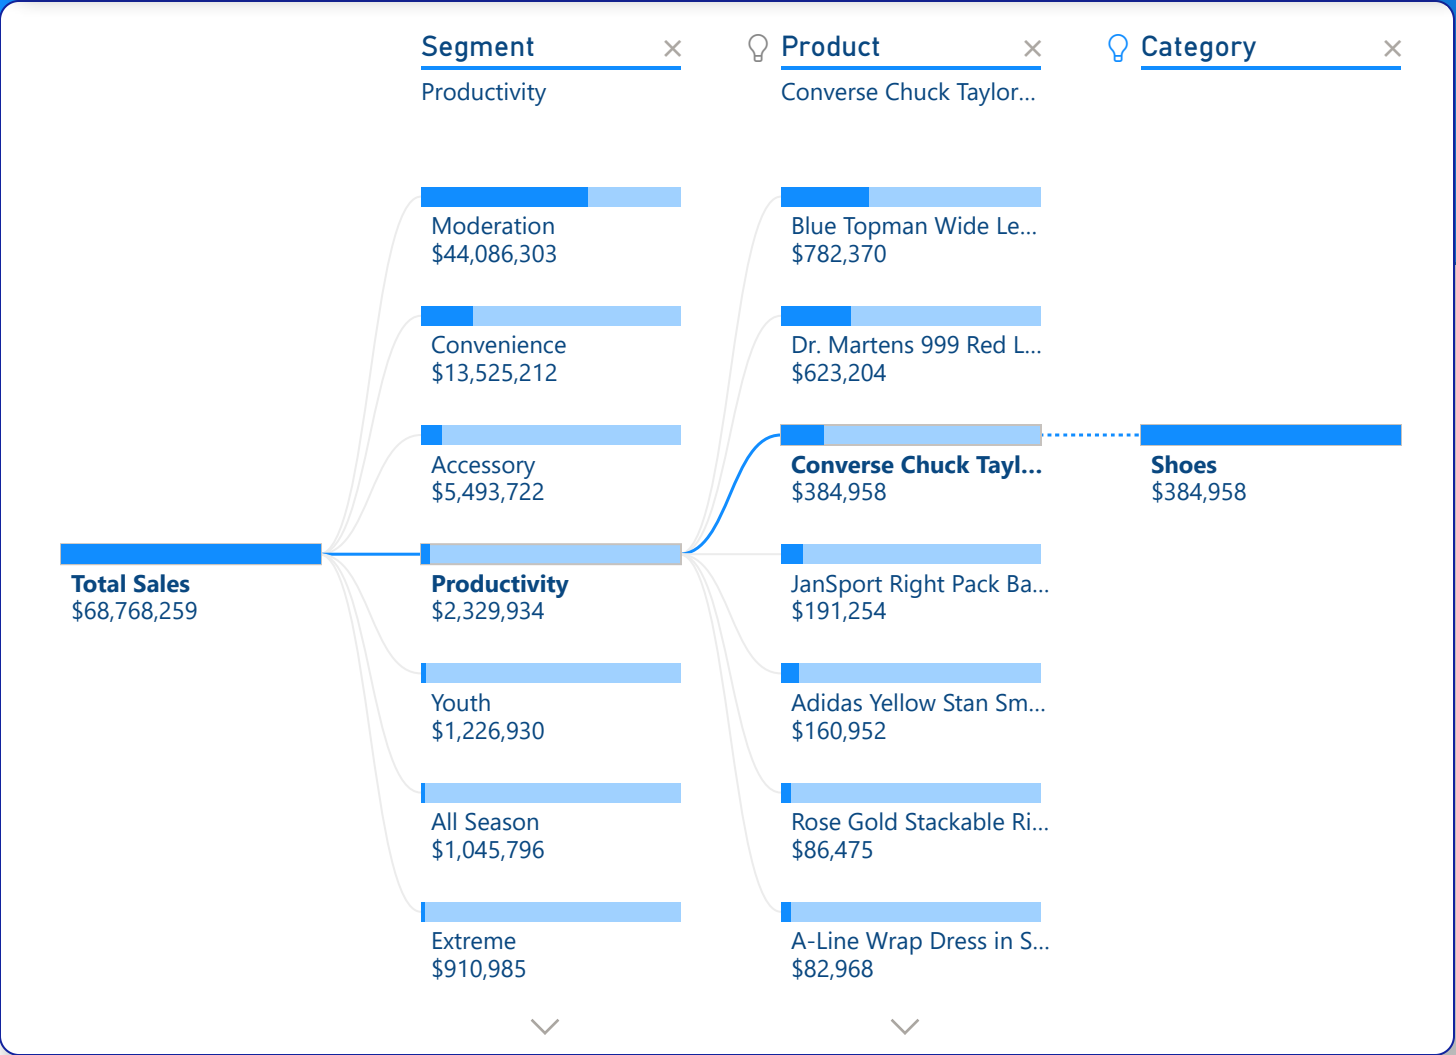 Segment
Productivity
Product
Converse Chuck Taylor...
Category
Total Sales
$68,768,259
Moderation
$44,086,303
Convenience
$13,525,212
Accessory
$5,493,722
Productivity
$2,329,934
Youth
$1,226,930
All Season
$1,045,796
Extreme
$910,985
Blue Topman Wide Le...
$782,370
Dr. Martens 999 Red L...
$623,204
Converse Chuck Tayl...
$384,958
JanSport Right Pack Ba...
$191,254
Adidas Yellow Stan Sm...
$160,952
Rose Gold Stackable Ri...
$86,475
A-Line Wrap Dress in S...
$82,968
Shoes
$384,958